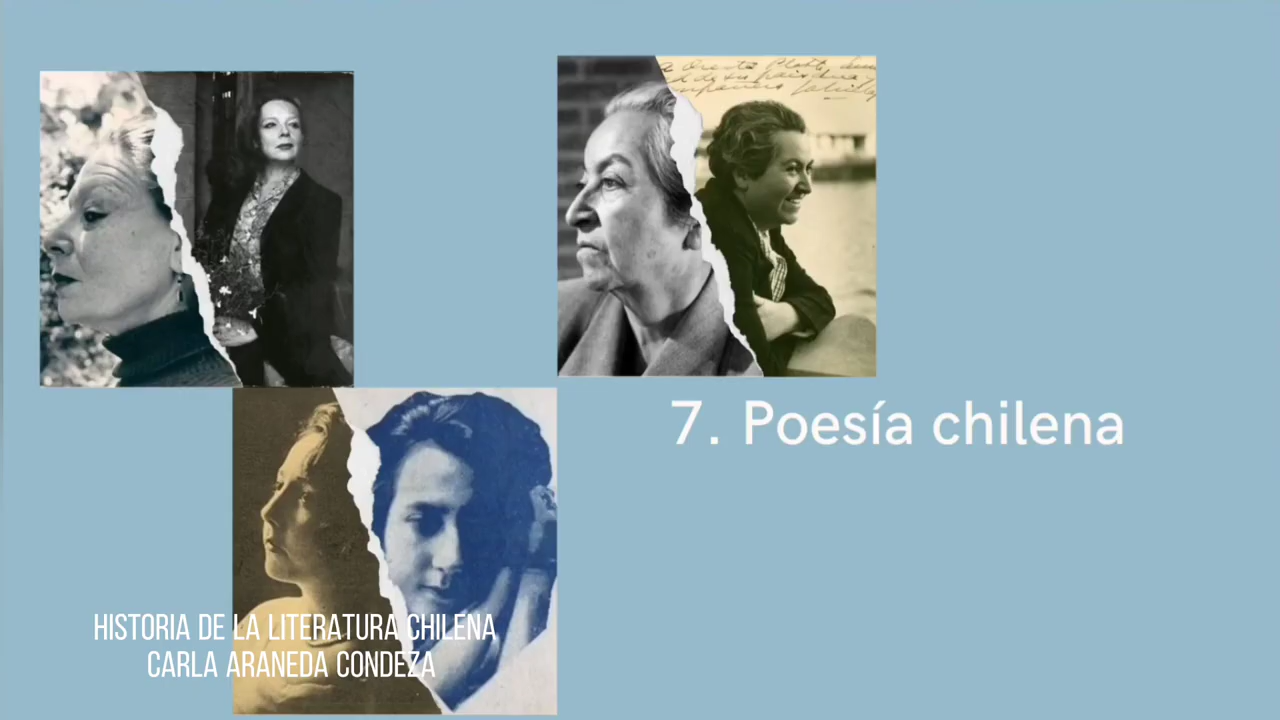 7. Poesía chilena
HISTORIA DE LA LITERATURA CHILENA
CARLA ARANEDA CONDEZA